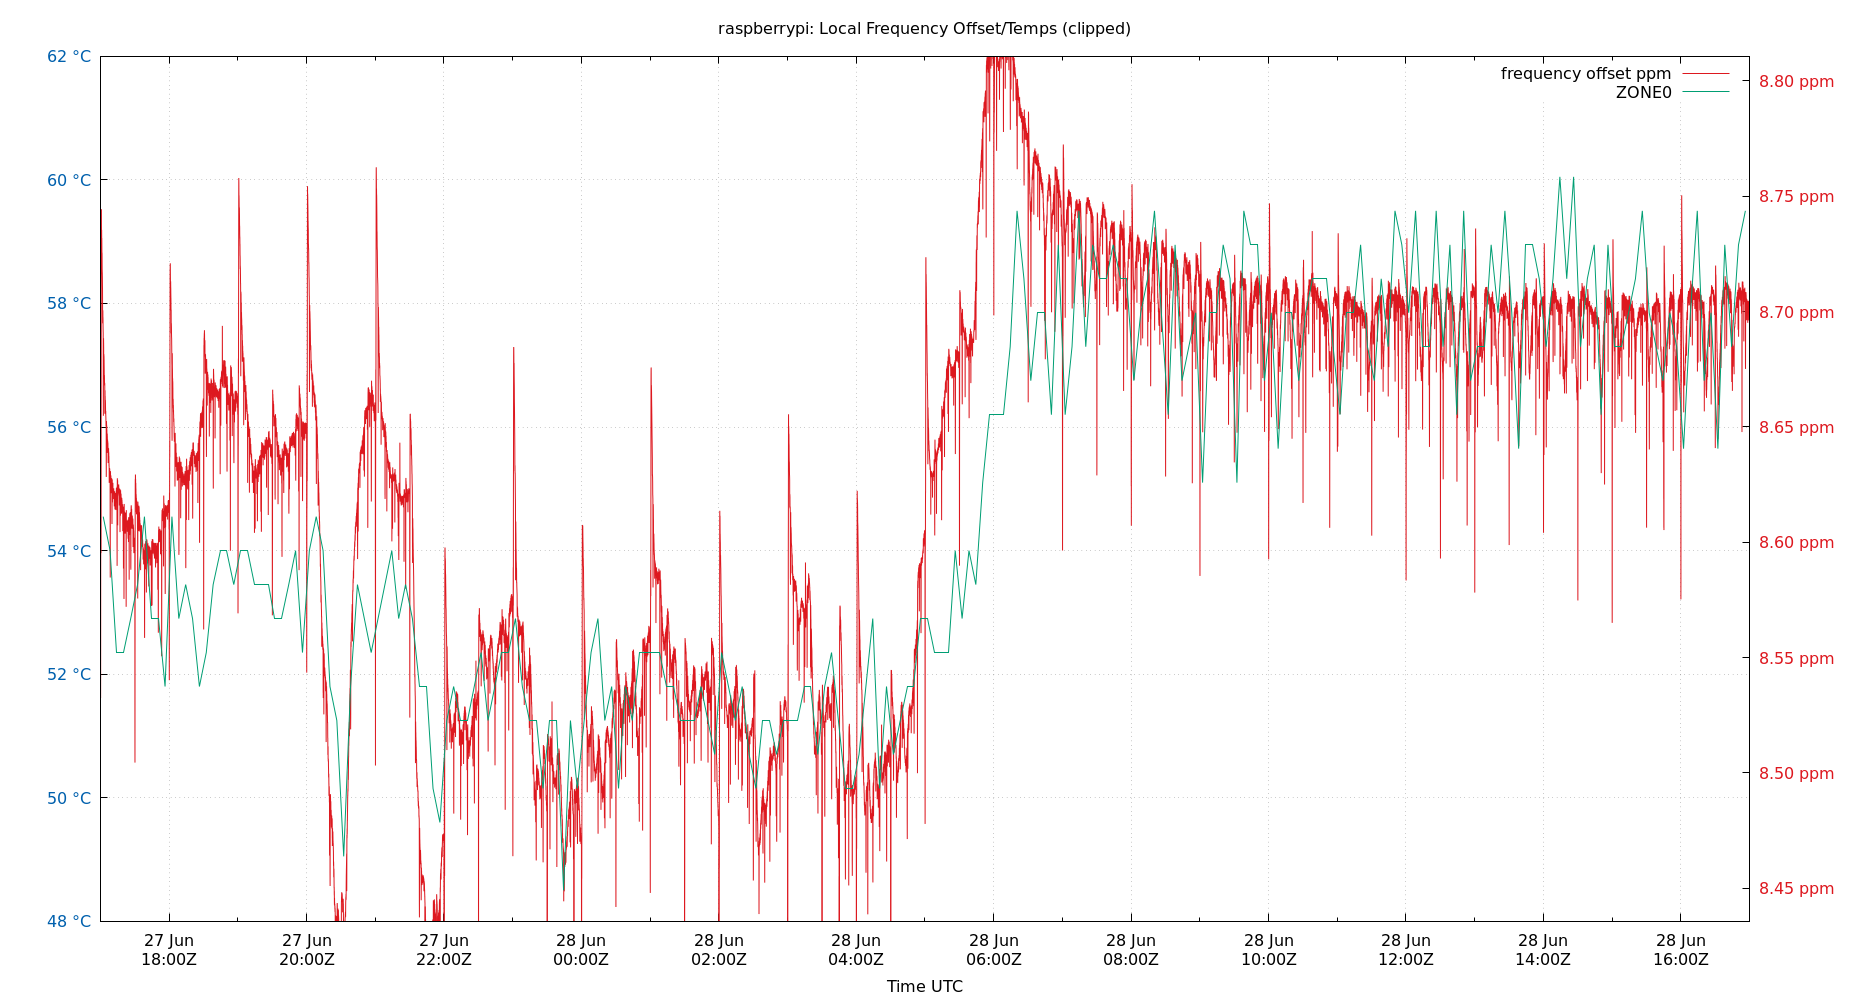 raspberrypi: Local Frequency Offset/Temps (clipped)
frequency offset ppm
ZONE0
62 °C
60 °C
58 °C
56 °C
54 °C
52 °C
50 °C
48 °C
8.80 ppm
8.75 ppm
8.70 ppm
8.65 ppm
8.60 ppm
8.55 ppm
8.50 ppm
8.45 ppm
27 Jun
18:00Z
27 Jun
20:00Z
27 Jun
22:00Z
28 Jun
00:00Z
28 Jun
02:00Z
28 Jun
04:00Z
28 Jun
06:00Z
28 Jun
08:00Z
28 Jun
10:00Z
28 Jun
12:00Z
28 Jun
14:00Z
28 Jun
16:00Z
Time UTC